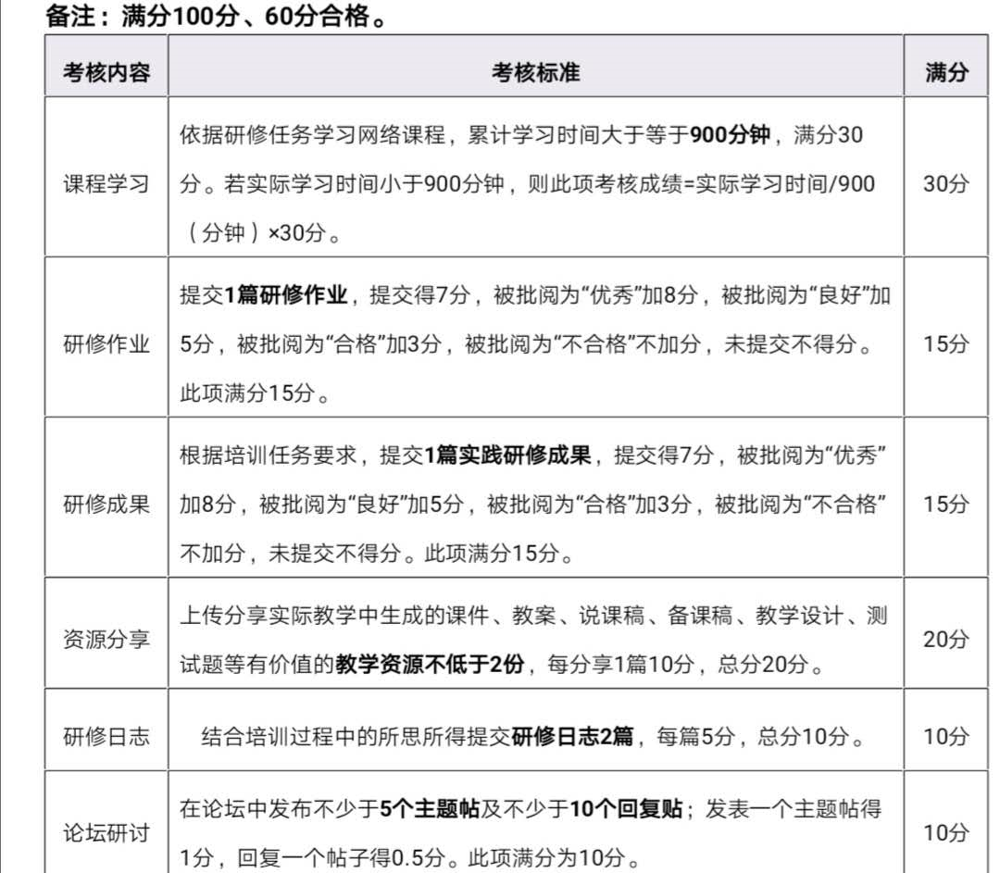 备注：满分100分、60分合格。
考核内容
考核标准
满分
课程学习
依据研修任务学习网络课程，累计学习时间大于等于900分钟，满分30
分。若实际学习时间小于900分钟，则此项考核成绩=实际学习时间/900
（分钟）×30分。
30分
研修作业
提交1篇研修作业，提交得7分，被批阅为“优秀”加8分，被批阅为“良好”加
5分，被批阅为“合格”加3分，被批阅为“不合格”不加分，未提交不得分。
此项满分15分。
15分
研修成果
根据培训任务要求，提交1篇实践研修成果，提交得7分，被批阅为“优秀”
加8分，被批阅为“良好”加5分，被批阅为“合格”加3分，被批阅为“不合格”
不加分，未提交不得分。此项满分15分。
15分
资源分享
上传分享实际教学中生成的课件、教案、说课稿、备课稿、教学设计、测
试题等有价值的教学资源不低于2份，每分享1篇10分，总分20分。
20分
研修日志
结合培训过程中的所思所得提交研修日志2篇，每篇5分，总分10分。
10分
论坛研讨
在论坛中发布不少于5个主题帖及不少于10个回复贴；发表一个主题帖得
1分，回复一个帖子得0.5分。此项满分为10分。
10分